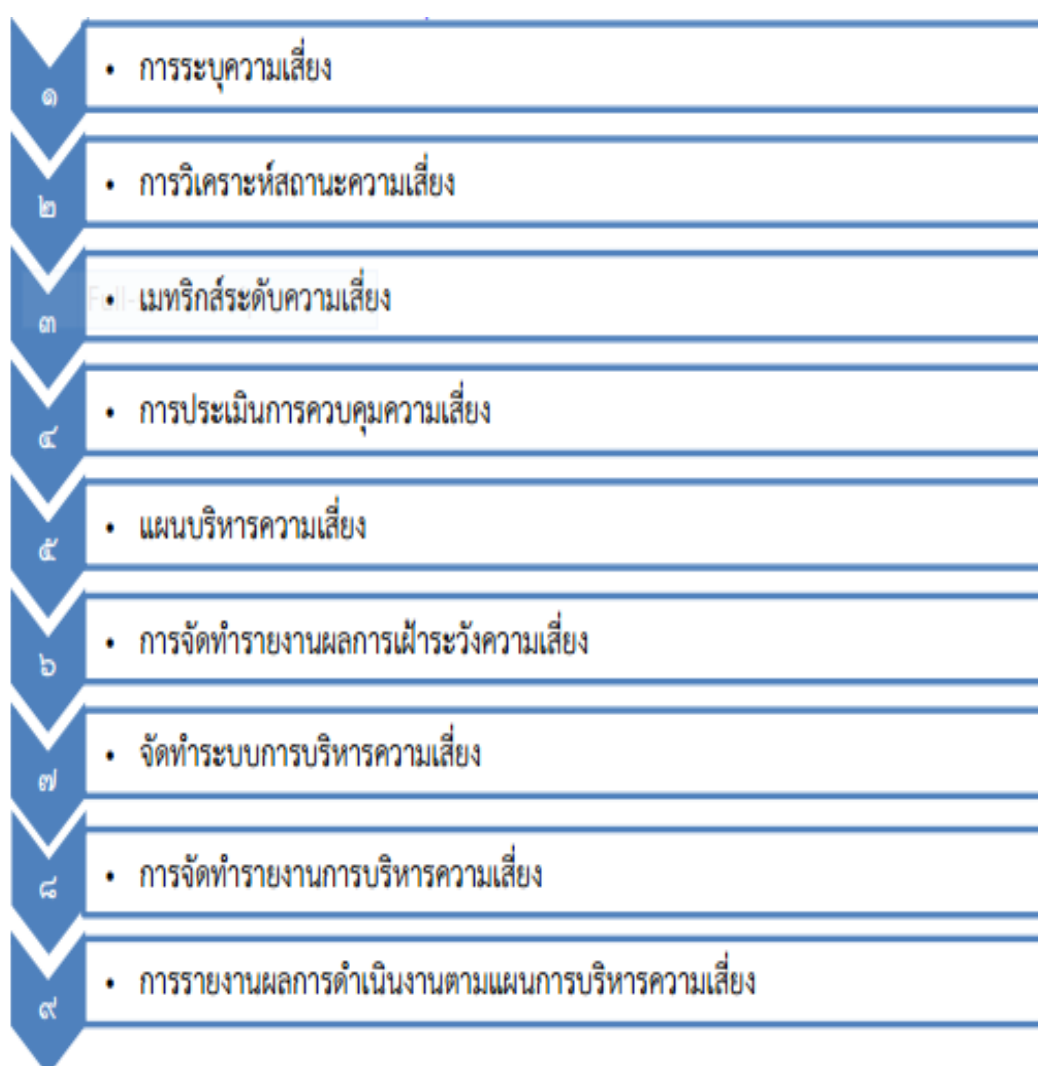 ๑ • การระบุความเสี่ยง
๒ • การวิเคราะห์สถานะความเสี่ยง
๓ • เมทริกส์ระดับความเสี่ยง
๔ • การประเมินการควบคุมความเสี่ยง
๕ • แผนบริหารความเสี่ยง
๖ • การจัดทำรายงานผลการเฝ้าระวังความเสี่ยง
๗ • จัดทำระบบการบริหารความเสี่ยง
๘ • การจัดทำรายงานการบริหารความเสี่ยง
๙ • การรายงานผลการดำเนินงานตามแผนการบริหารความเสี่ยง